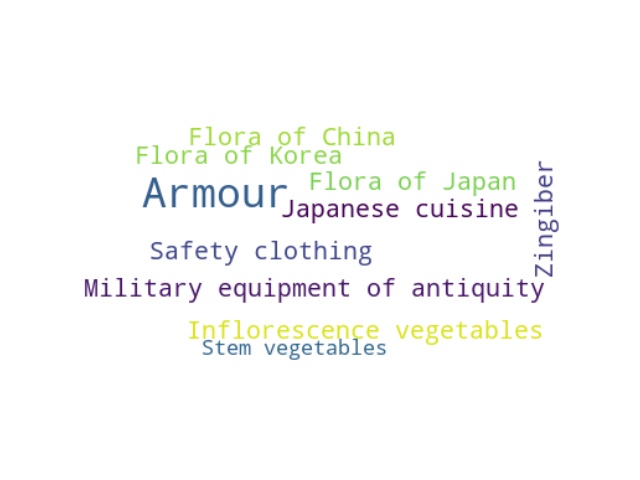 Flora of China
Flora of Korea
Flora of Japan
Armour
Japanese cuisine
Zingiber
Safety clothing
Military equipment of antiquity
Inflorescence vegetables
Stem vegetables